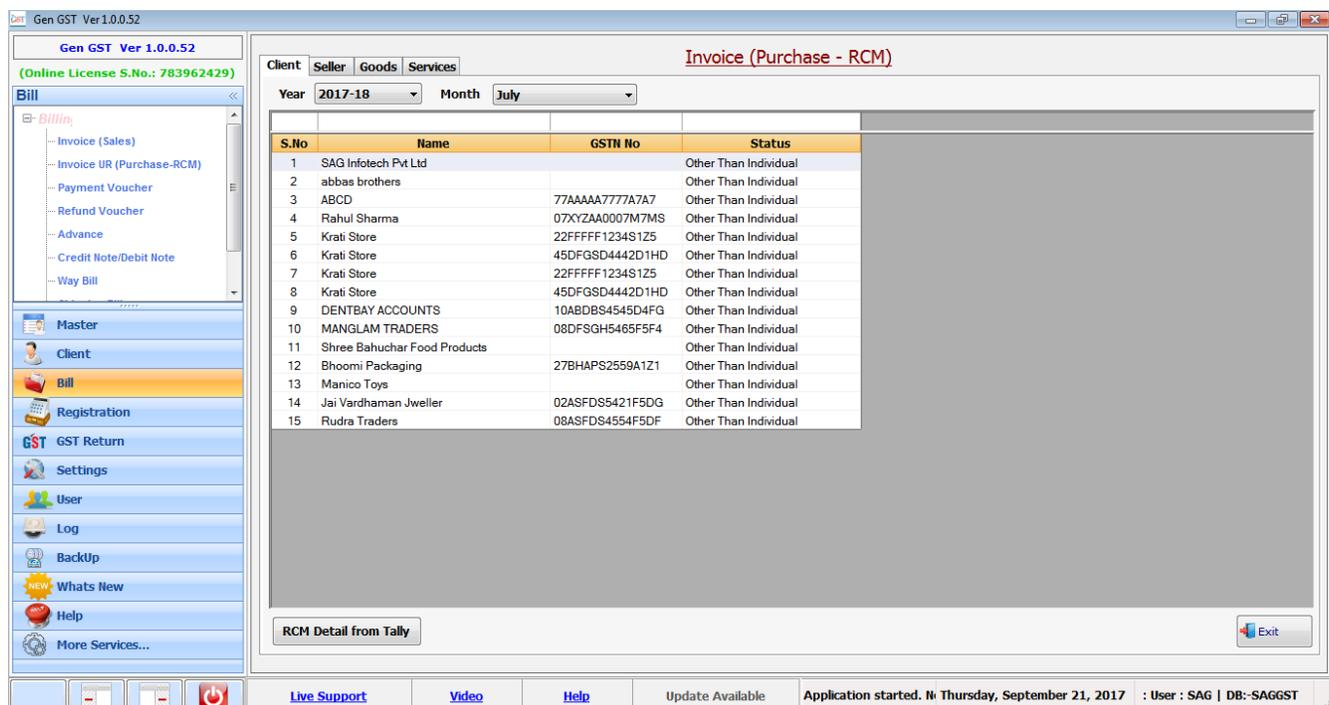 Gen GST Ver 1.0.0.52
Gen GST Ver 1.0.0.52
(Online License S.No.: 783962429)
Bill
Billing
Invoice (Sales)
Invoice UR (Purchase-RCM)
Payment Voucher
Refund Voucher
Advance
Credit Note/Debit Note
Way Bill
Master
Client
Bill
Registration
GST GST Return
Settings
User
Log
BackUp
NEW Whats New
Help
More Services...
Invoice (Purchase - RCM)
Client Seller Goods Services
Year 2017-18 Month July
S.No Name GSTN No Status
1 SAG Infotech Pvt Ltd Other Than Individual
2 abbas brothers Other Than Individual
3 ABCD 77AAAAA7777A7A7 Other Than Individual
4 Rahul Sharma 07XYZAA0007M7MS Other Than Individual
5 Krati Store 22FFFFF1234S1Z5 Other Than Individual
6 Krati Store 45DFGSD4442D1HD Other Than Individual
7 Krati Store 22FFFFF1234S1Z5 Other Than Individual
8 Krati Store 45DFGSD4442D1HD Other Than Individual
9 DENTBAY ACCOUNTS 10ABDBS4545D4FG Other Than Individual
10 MANGLAM TRADERS 08DFSGH5465F5F4 Other Than Individual
11 Shree Bahuchar Food Products Other Than Individual
12 Bhoomi Packaging 27BHAPS2559A1Z1 Other Than Individual
13 Manico Toys Other Than Individual
14 Jai Vardhaman Jweller 02ASFDS5421F5DG Other Than Individual
15 Rudra Traders 08ASFDS4554F5DF Other Than Individual
RCM Detail from Tally
Exit
Live Support Video Help Update Available Application started. Thursday, September 21, 2017 : User : SAG | DB:-SAGGST